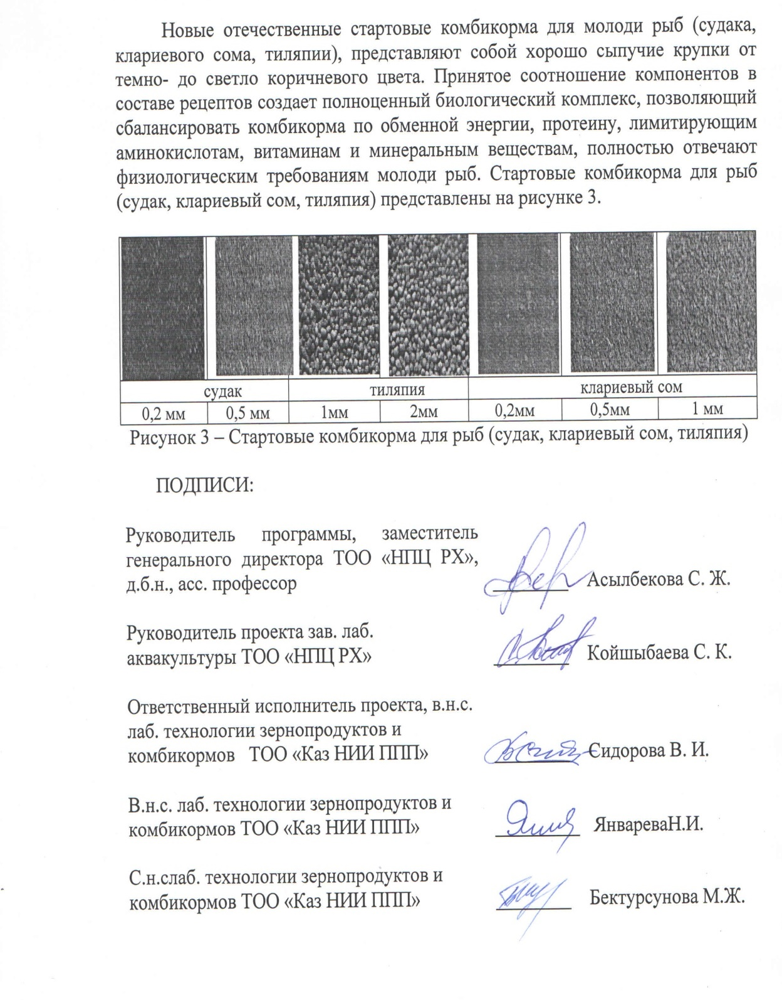 Новые отечественные стартовые комбикорма для молоди рыб (судака,
клариевого сома, тиляпии), представляют собой хорошо сыпучие крупки от
темно- до светло коричневого цвета. Принятое соотношение компонентов в
составе рецептов создает полноценный биологический комплекс, позволяющий
сбалансировать комбикорма по обменной энергии, протеину, лимитирующим
аминокислотам, витаминам и минеральным веществам, полностью отвечают
физиологическим требованиям молоди рыб. Стартовые комбикорма для рыб
(судак, клариевый сом, тиляпия) представлены на рисунке 3.
судак тиляпия клариевый сом
0,2 мм 0,5 мм 1мм 2мм 0,2мм 0,5мм 1 мм
Рисунок 3 – Стартовые комбикорма для рыб (судак, клариевый сом, тиляпия)
ПОДПИСИ:
Руководитель программы, заместитель
генерального директора ТОО «НПЦ РХ»,
д.б.н., асс. профессор Асылбекова С. Ж.
Руководитель проекта зав. лаб.
аквакультуры ТОО «НПЦ РХ» Койшыбаева С. К.
Ответственный исполнитель проекта, в.н.с.
лаб. технологии зернопродуктов и
комбикормов ТОО «Каз НИИ ППП» Сидорова В. И.
В.н.с. лаб. технологии зернопродуктов и
комбикормов ТОО «Каз НИИ ППП» ЯнвареваН.И.
С.н.слаб. технологии зернопродуктов и
комбикормов ТОО «Каз НИИ ППП» Бектурсунова М.Ж.